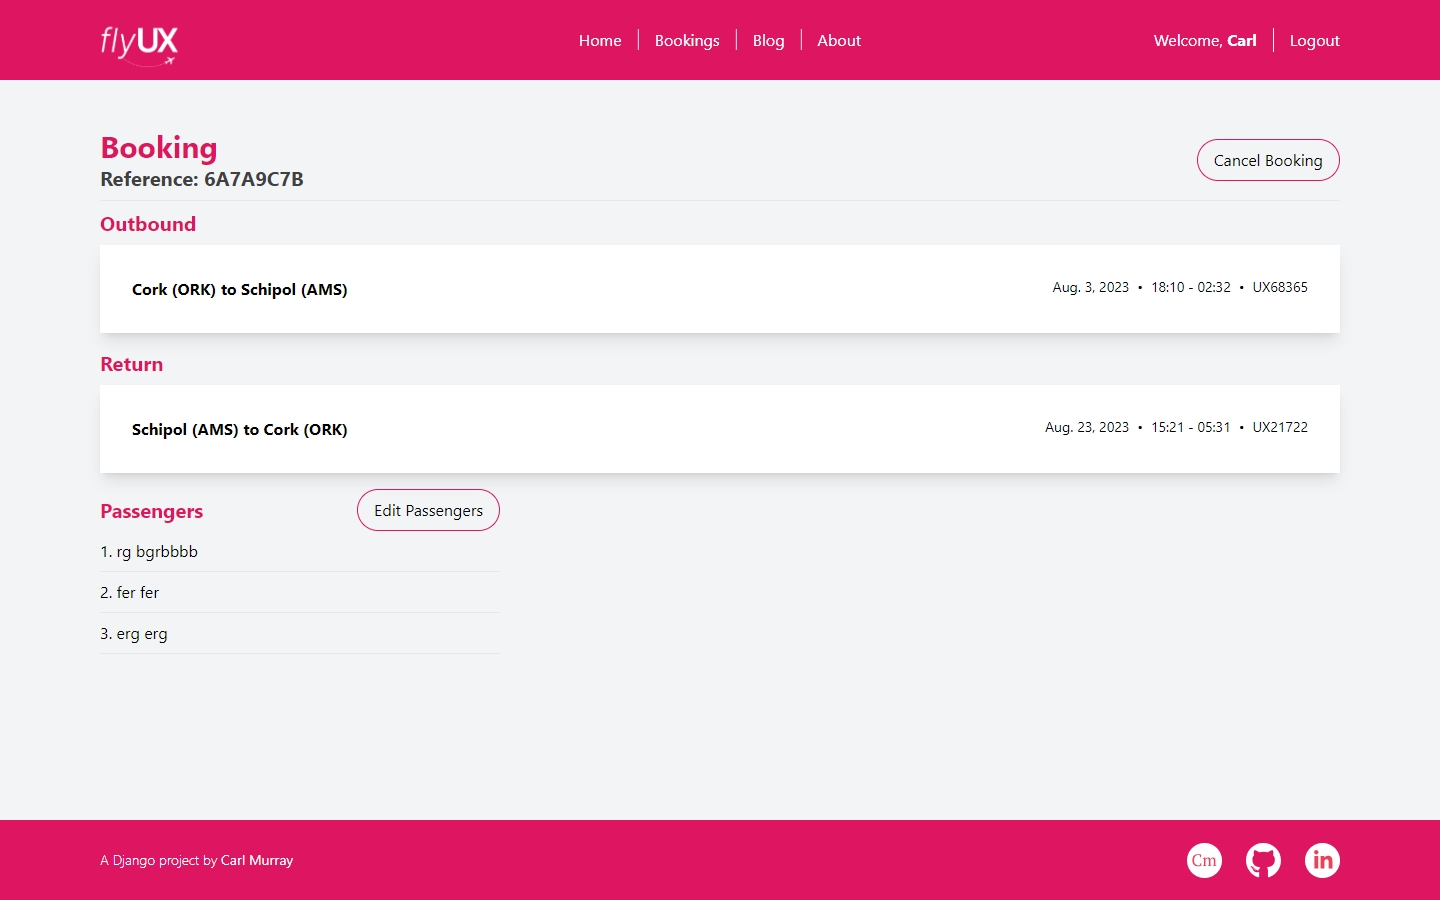 flyUX
Home
Bookings
Blog
About
Welcome, Carl
Logout
Booking
Reference: 6A7A9C7B
Cancel Booking
Outbound
Cork (ORK) to Schipol (AMS)
Aug. 3, 2023 • 18:10 - 02:32 • UX68365
Return
Schipol (AMS) to Cork (ORK)
Aug. 23, 2023 • 15:21 - 05:31 • UX21722
Passengers
Edit Passengers
1. rg bgrbbbb
2. fer fer
3. erg erg
A Django project by Carl Murray
Cm
in